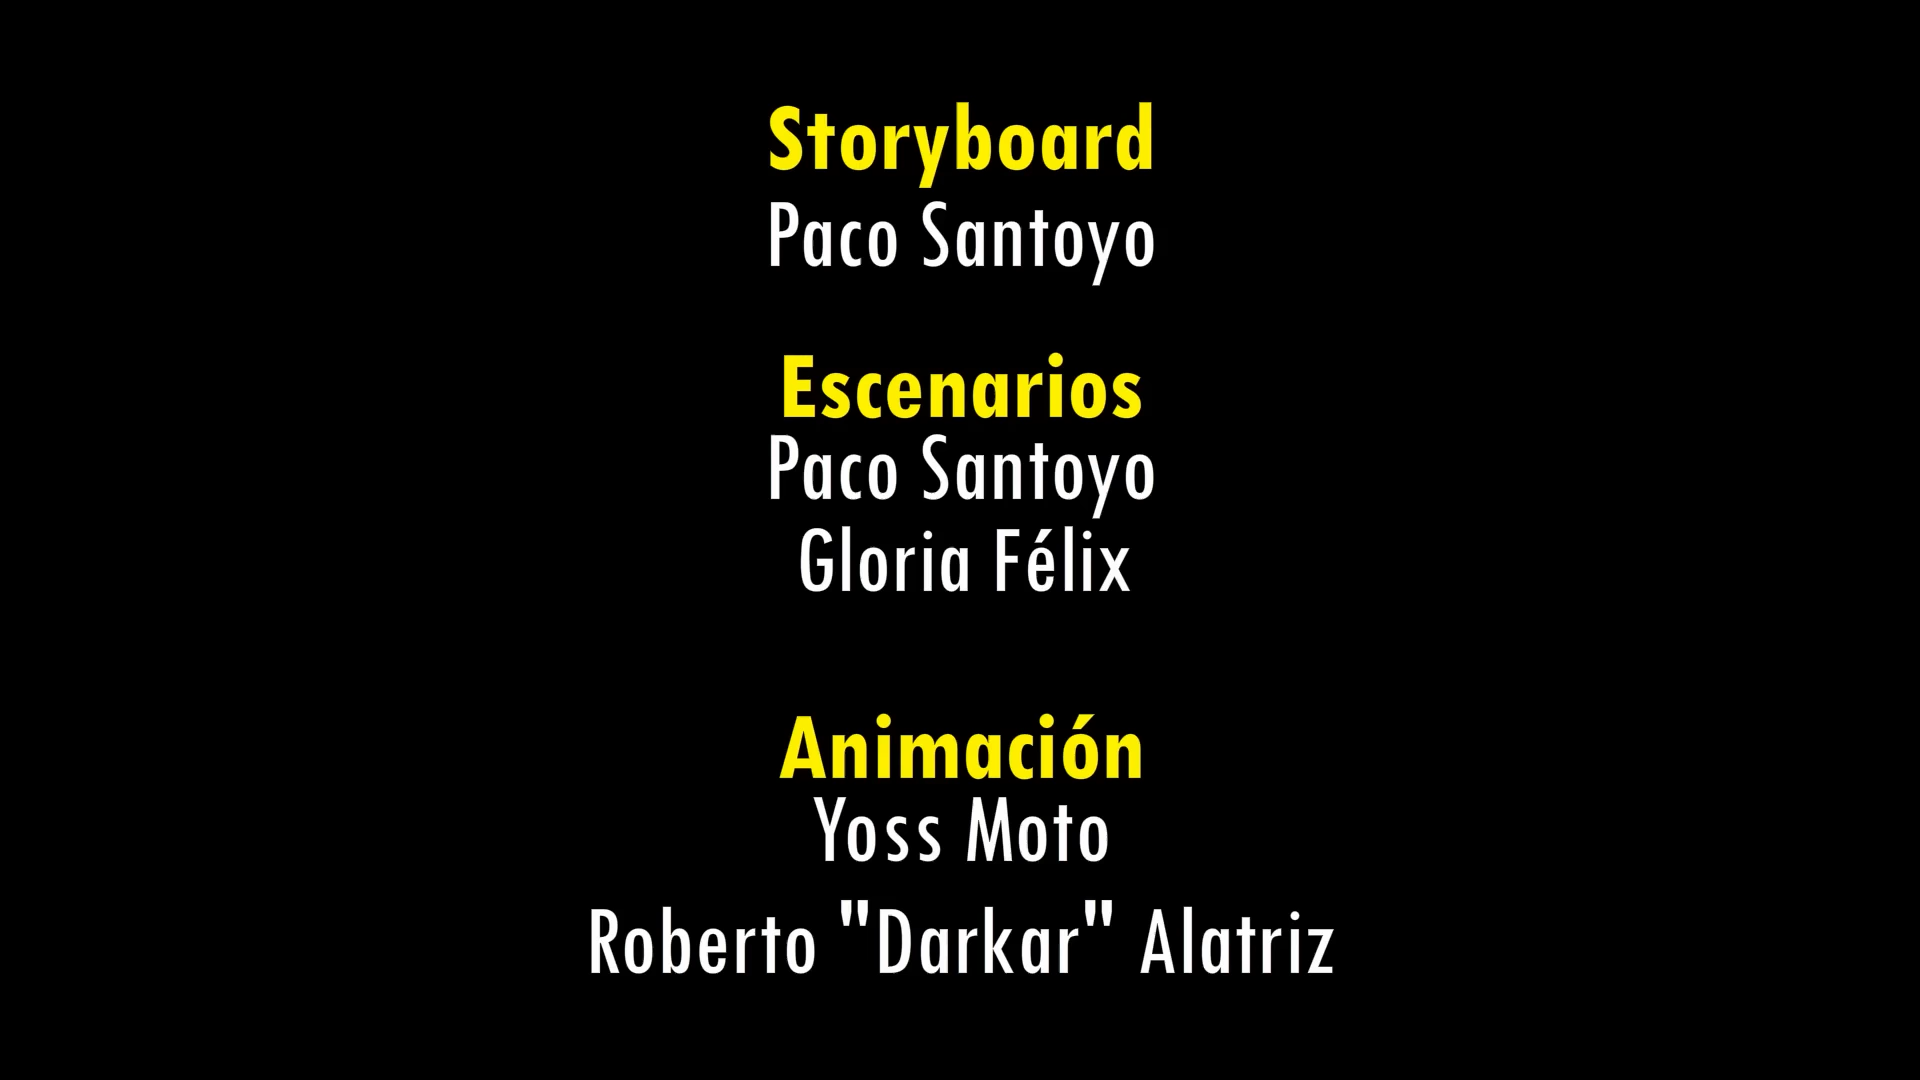 Storyboard
Paco Santoyo
Escenarios
Paco Santoyo
Gloria Félix
Animación
Yoss Moto
Roberto "Darkar" Alatriz